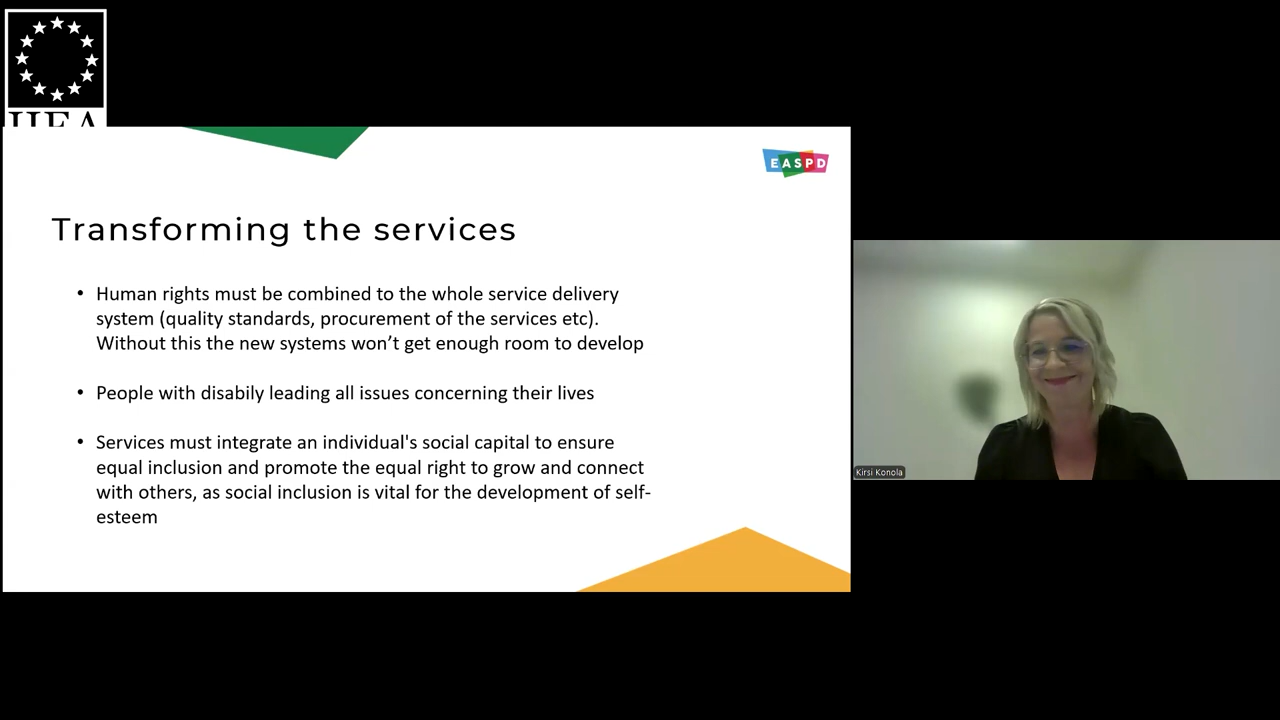 EASPD
Transforming the services
• Human rights must be combined to the whole service delivery
system (quality standards, procurement of the services etc).
Without this the new systems won’t get enough room to develop
• People with disabily leading all issues concerning their lives
• Services must integrate an individual's social capital to ensure
equal inclusion and promote the equal right to grow and connect
with others, as social inclusion is vital for the development of self-
esteem
Kirsi Konola